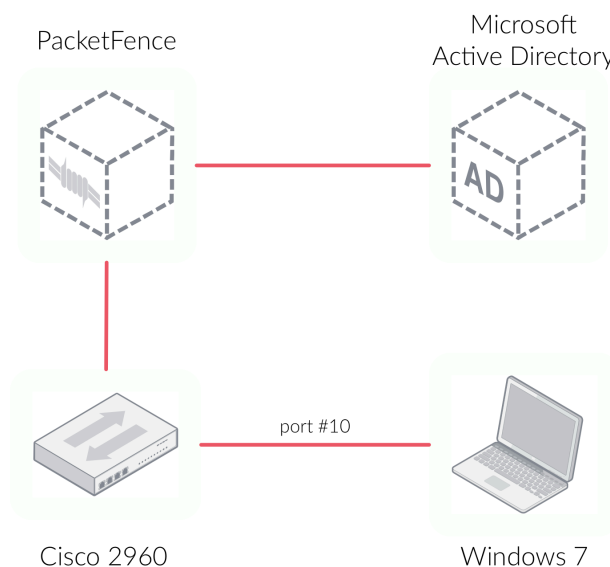 PacketFence
Microsoft
Active Directory
AD
port #10
Cisco 2960
Windows 7